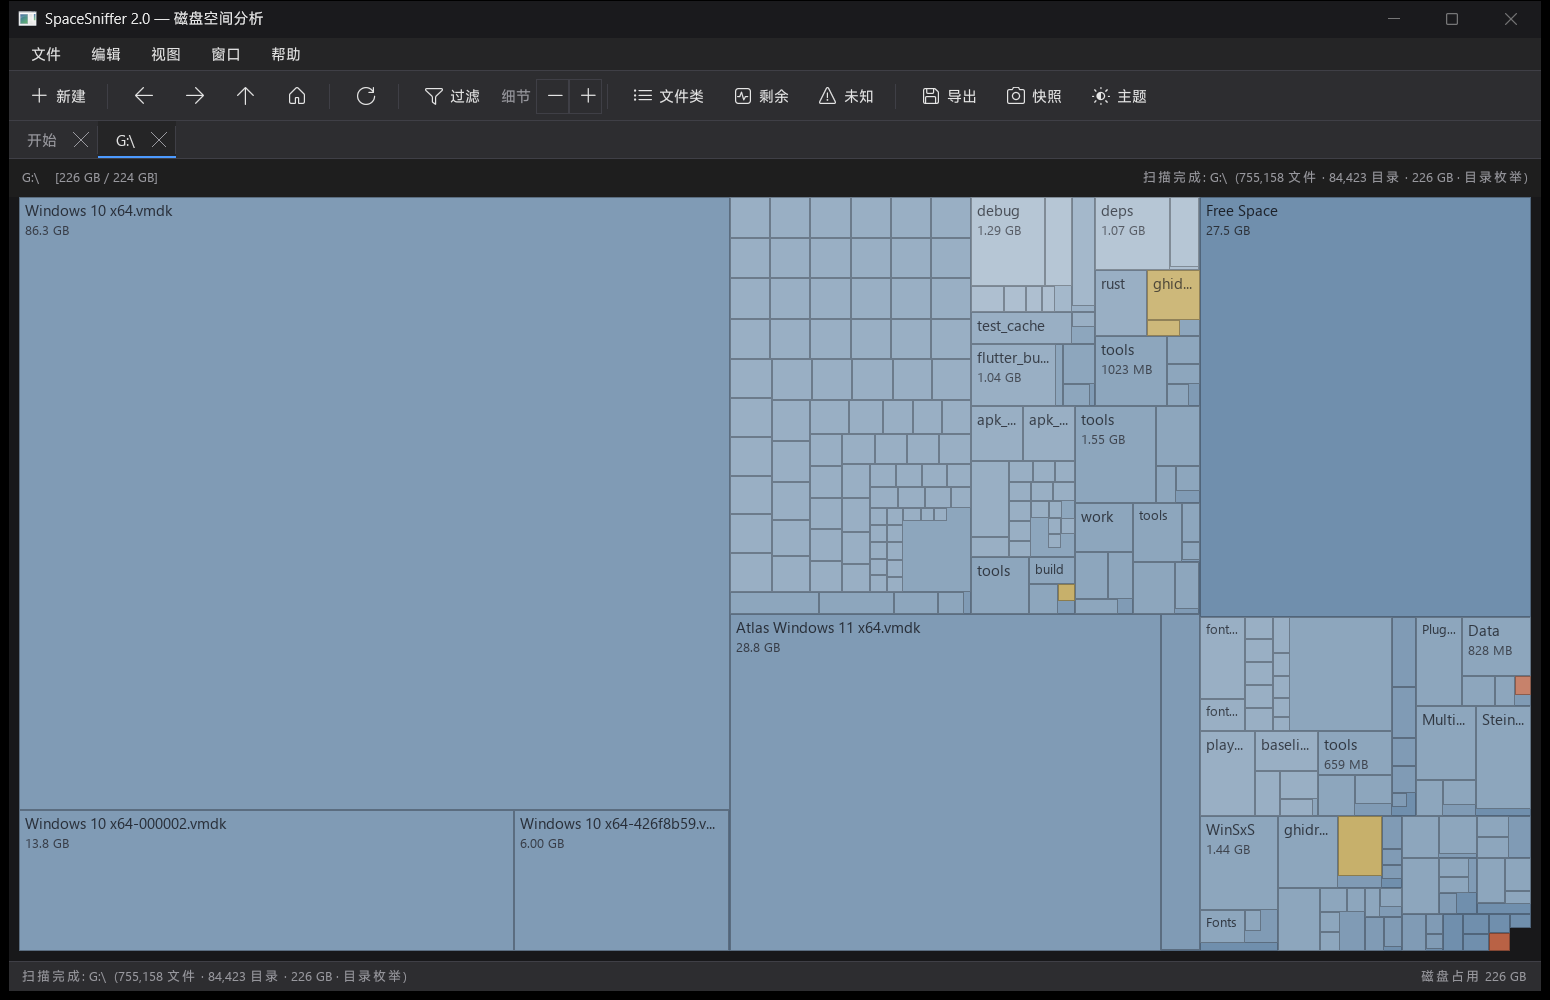 SpaceSniffer 2.0 — 磁盘空间分析
文件 编辑 视图 窗口 帮助
新建 过滤 细节 文件类 剩余 未知 导出 快照 主题
开始 G:\
G:\ [226 GB / 224 GB] 扫描完成: G:\ (755,158 文件 · 84,423 目录 · 226 GB · 目录枚举)
Windows 10 x64.vmdk
86.3 GB
Windows 10 x64-000002.vmdk
13.8 GB
Windows 10 x64-426f8b59.v...
6.00 GB
debug
1.29 GB
deps
1.07 GB
rust
ghid...
test_cache
flutter_bu...
1.04 GB
tools
1023 MB
apk_...
apk_...
tools
1.55 GB
work
tools
tools
build
Atlas Windows 11 x64.vmdk
28.8 GB
Free Space
27.5 GB
font...
font...
Plug...
Data
828 MB
play...
baseli...
tools
659 MB
Multi...
Stein...
WinSxS
1.44 GB
ghidr...
Fonts
扫描完成: G:\ (755,158 文件 · 84,423 目录 · 226 GB · 目录枚举) 磁盘占用 226 GB